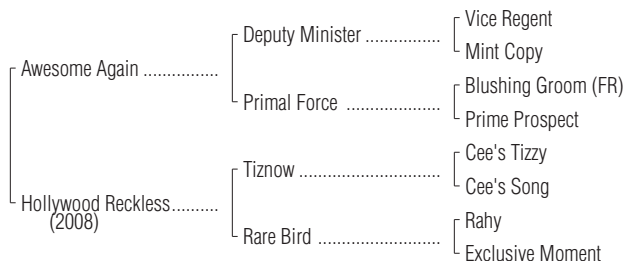 Vice Regent
Deputy Minister ................
Mint Copy
Awesome Again ................
Blushing Groom (FR)
Primal Force ....................
Prime Prospect
Cee's Tizzy
Tiznow ..............................
Cee's Song
Hollywood Reckless..........
(2008)
Rahy
Rare Bird ..........................
Exclusive Moment